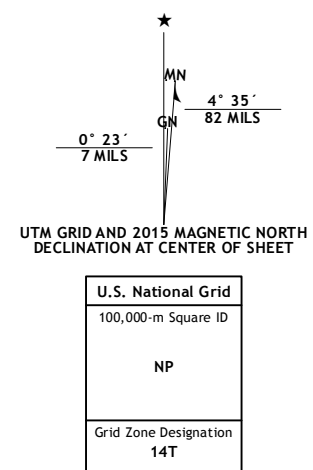 ★
MN
4° 35´
82 MILS
GN
0° 23´
7 MILS
UTM GRID AND 2015 MAGNETIC NORTH
DECLINATION AT CENTER OF SHEET
U.S. National Grid
100,000-m Square ID
NP
Grid Zone Designation
14T